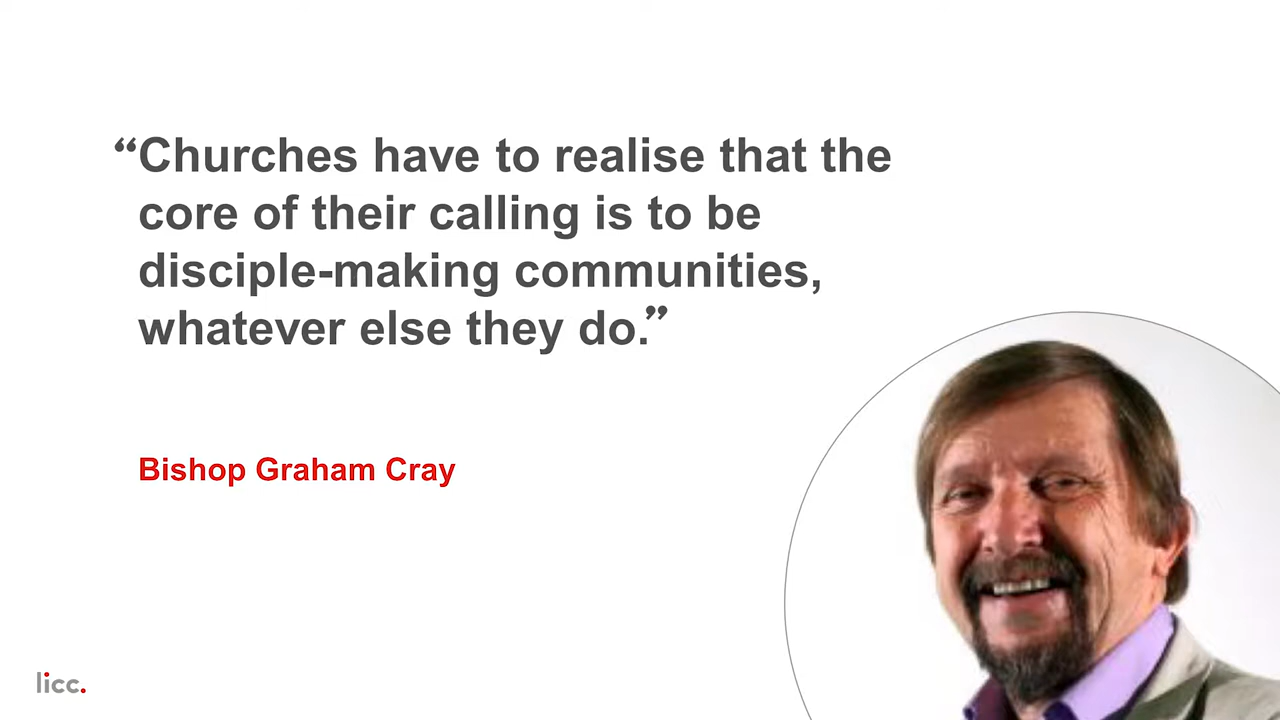 “Churches have to realise that the
core of their calling is to be
disciple-making communities,
whatever else they do.”
Bishop Graham Cray
licc.